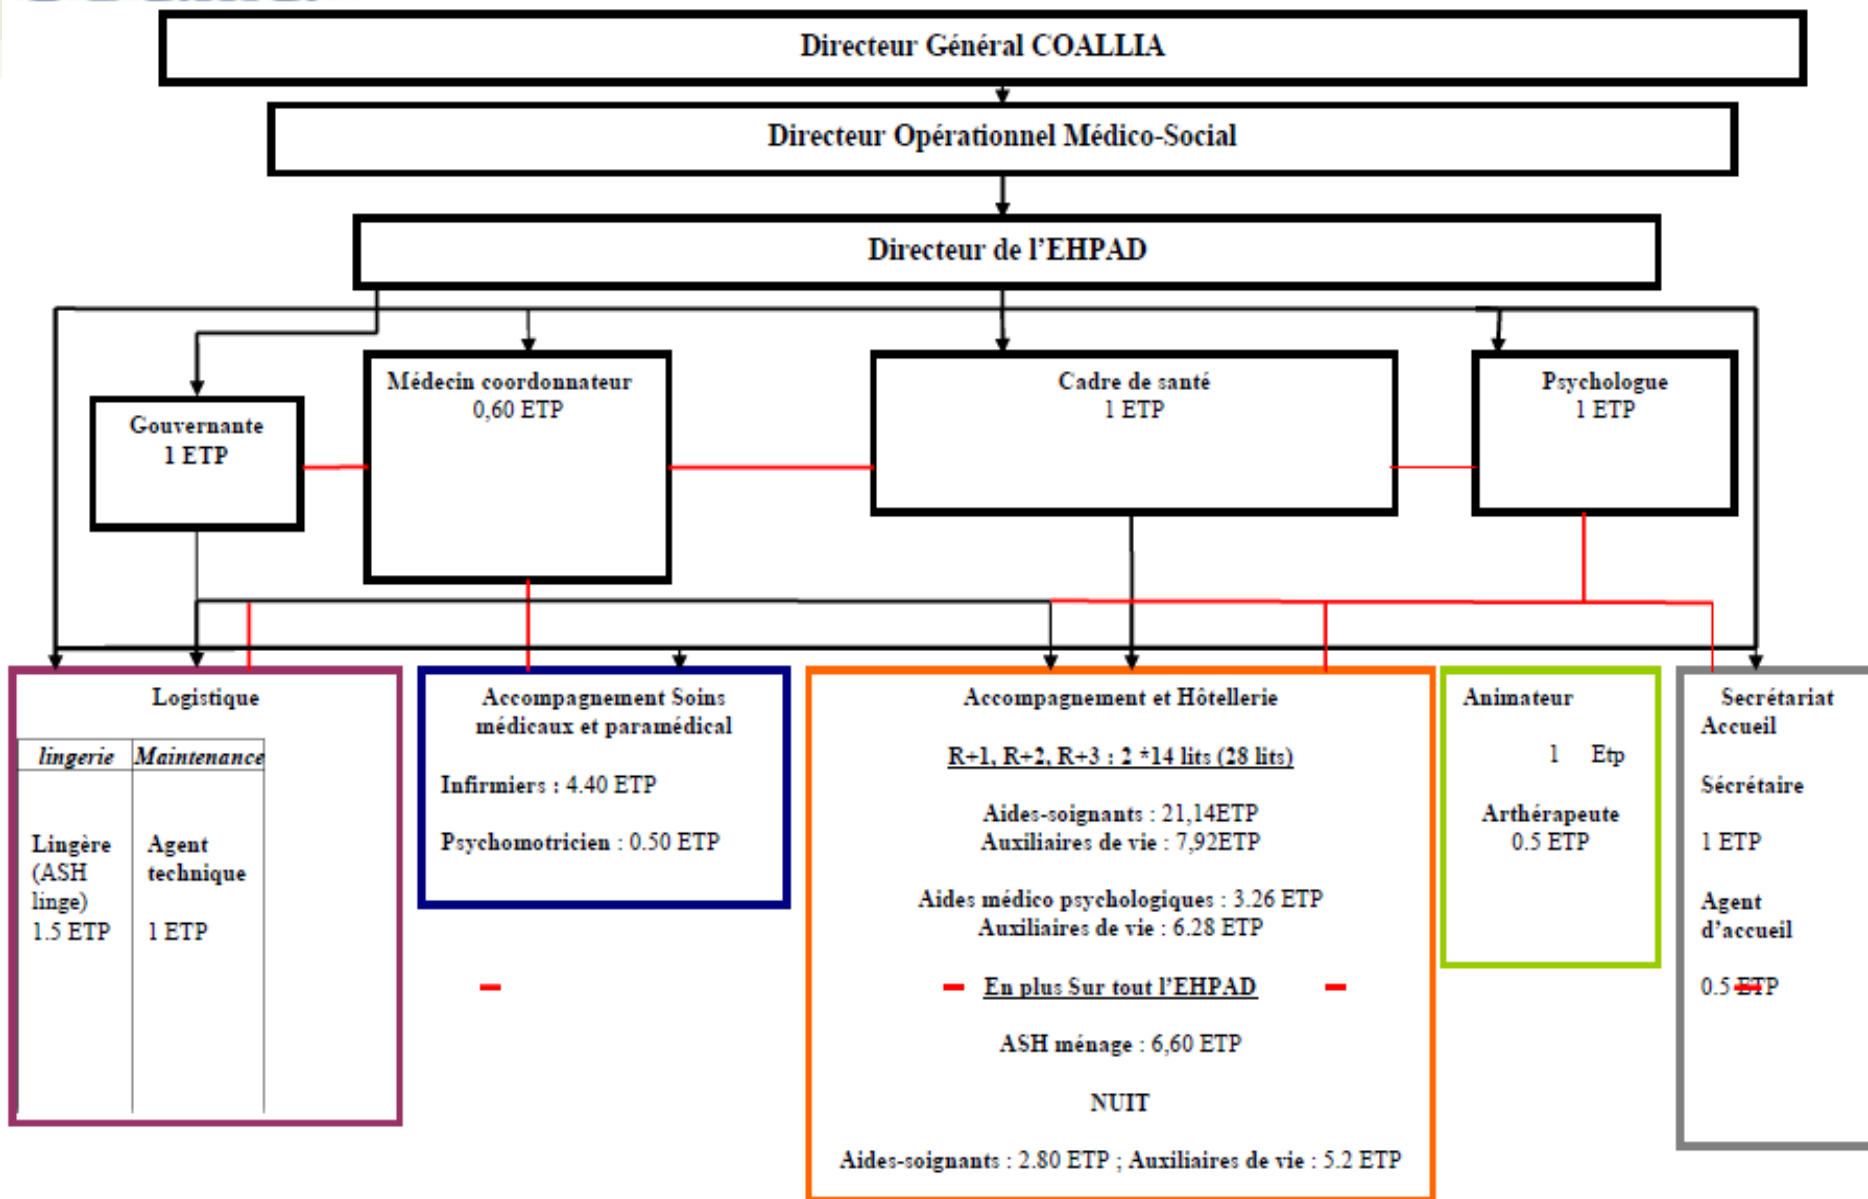 Directeur Général COALLIA
Directeur Opérationnel Médico-Social
Directeur de l'EHPAD
Gouvernante
1 ETP
Médecin coordonnateur
0,60 ETP
Cadre de santé
1 ETP
Psychologue
1 ETP
Logistique
lingerie
Maintenance
Lingère
(ASH
linge)
1.5 ETP
Agent
technique
1 ETP
Accompagnement Soins
médicaux et paramédical
Infirmiers : 4.40 ETP
Psychomotricien : 0.50 ETP
Accompagnement et Hôtellerie
R+1, R+2, R+3 : 2 *14 lits (28 lits)
Aides-soignants : 21,14ETP
Auxiliaires de vie : 7,92ETP
Aides médico psychologiques : 3.26 ETP
Auxiliaires de vie : 6.28 ETP
En plus Sur tout l'EHPAD
ASH ménage : 6,60 ETP
NUIT
Aides-soignants : 2.80 ETP ; Auxiliaires de vie : 5.2 ETP
Animateur
1 Etp
Arthérapeute
0.5 ETP
Secrétariat
Accueil
Sécrétaire
1 ETP
Agent
d'accueil
0.5 ETP